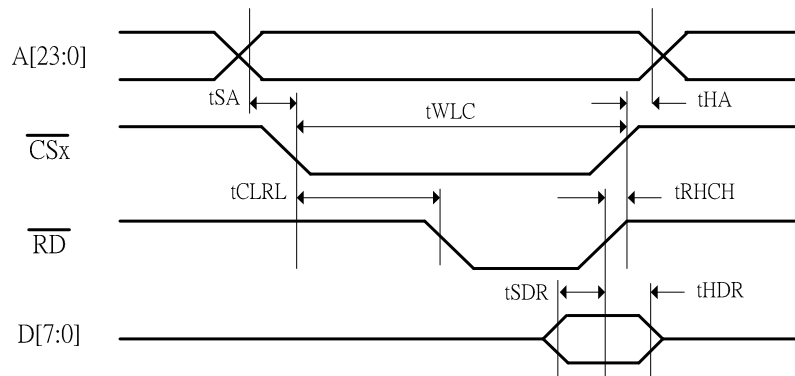 A[23:0]
tSA
tWLC
tHA
CSx
tCLRL
tRHCH
RD
tSDR
tHDR
D[7:0]